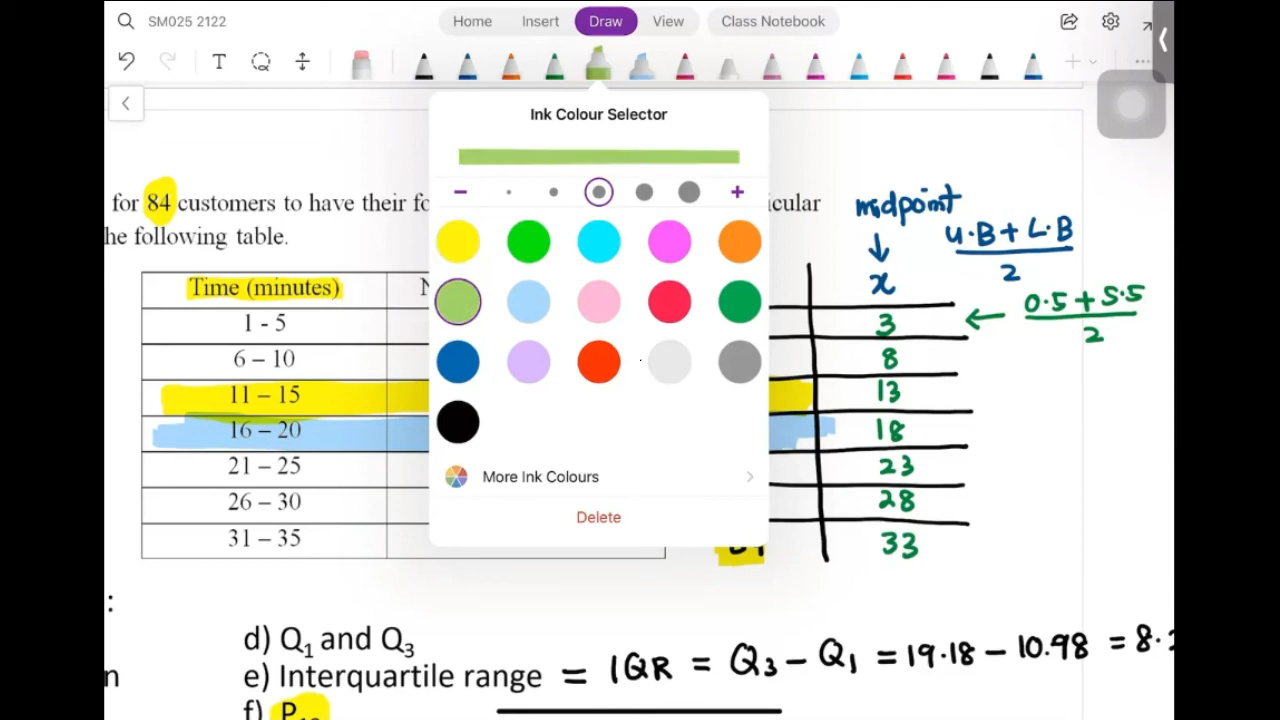 SM025 2122
Home Insert Draw View Class Notebook
T
Ink Colour Selector
for 84 customers to have their fo
icular
he following table.
midpoint
U.B + L.B
2
x
Time (minutes) N
0.5 + 5.5
2
1 - 5
3
6 – 10
8
11 – 15
13
16 – 20
18
21 – 25
23
26 – 30
28
31 – 35
33
More Ink Colours
Delete
:
d) Q1 and Q3
n
e) Interquartile range = IQR = Q3 – Q1 = 19.18 – 10.98 = 8.
f) P